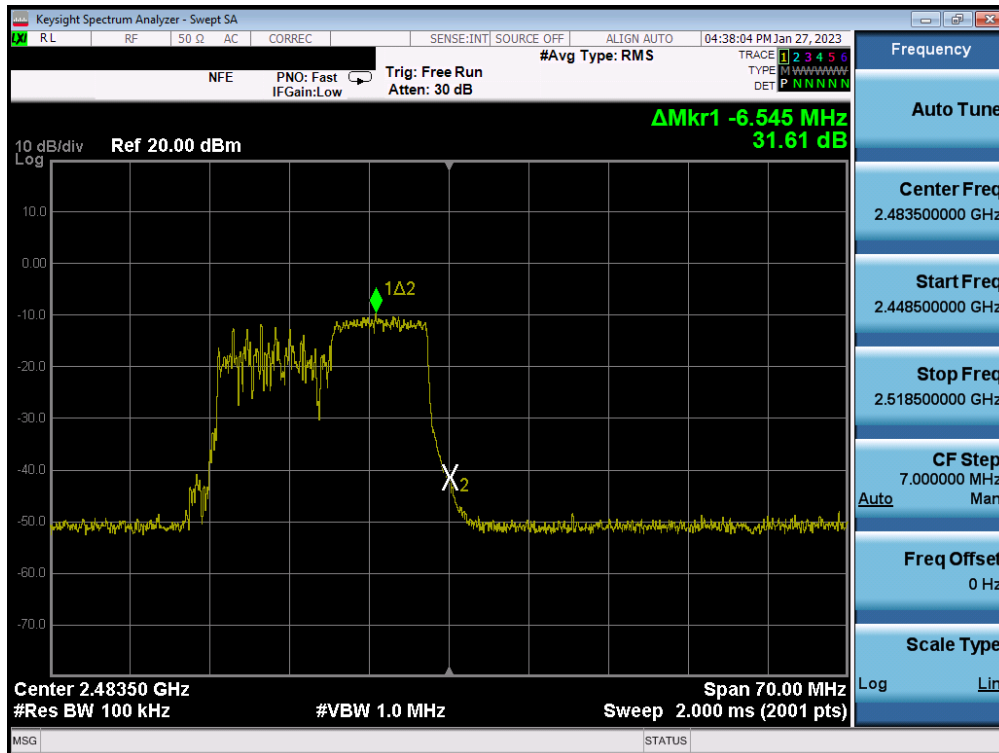 Keysight Spectrum Analyzer - Swept SA
LXI RL RF 50 Ω AC CORREC SENSE:INT SOURCE OFF ALIGN AUTO 04:38:04 PM Jan 27, 2023
NFE PNO: Fast Trig: Free Run #Avg Type: RMS TRACE 1 2 3 4 5 6
IFGain:Low Atten: 30 dB TYPE M WWWWW
DET P N N N N N
ΔMkr1 -6.545 MHz
31.61 dB
10 dB/div Ref 20.00 dBm
Log
10.0
0.00
-10.0
-20.0
-30.0
-40.0
-50.0
-60.0
-70.0
1Δ2
X2
Center 2.48350 GHz Span 70.00 MHz
#Res BW 100 kHz #VBW 1.0 MHz Sweep 2.000 ms (2001 pts)
MSG STATUS
Frequency
Auto Tune
Center Freq
2.483500000 GHz
Start Freq
2.448500000 GHz
Stop Freq
2.518500000 GHz
CF Step
7.000000 MHz
Auto Man
Freq Offset
0 Hz
Scale Type
Log Lin